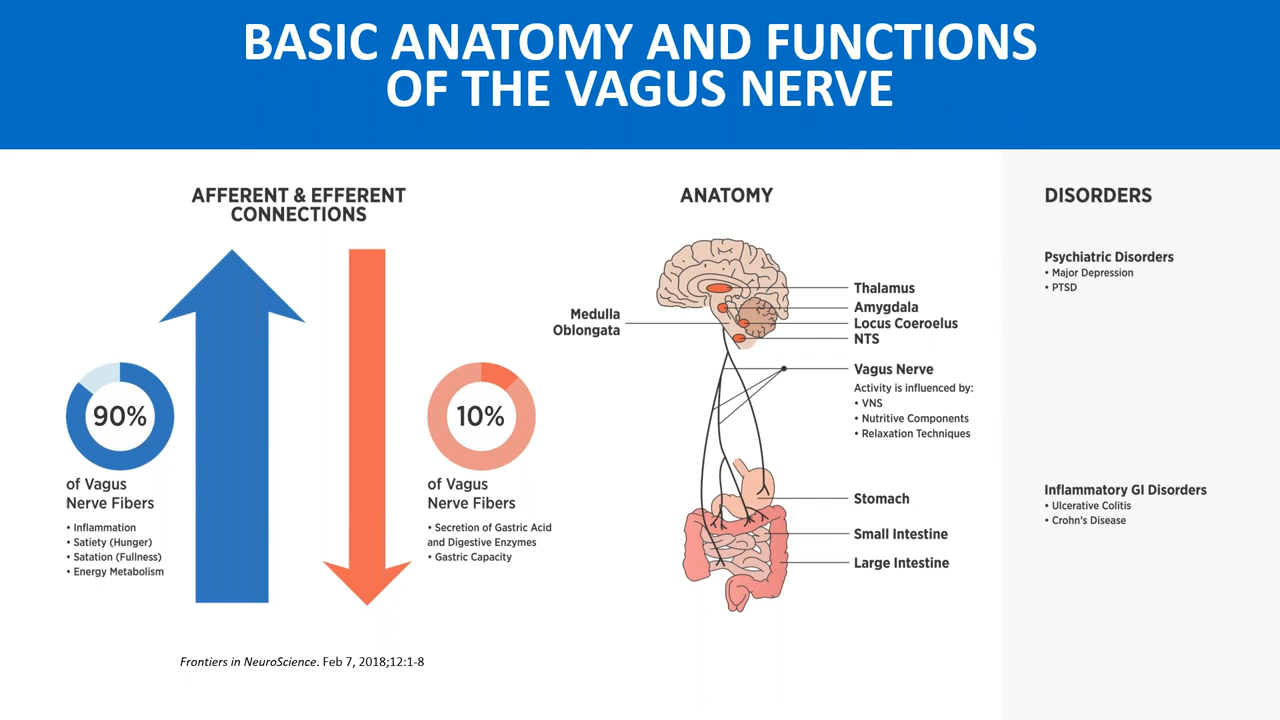 BASIC ANATOMY AND FUNCTIONS
OF THE VAGUS NERVE
AFFERENT & EFFERENT
CONNECTIONS
90%
of Vagus
Nerve Fibers
• Inflammation
• Satiety (Hunger)
• Satation (Fullness)
• Energy Metabolism
10%
of Vagus
Nerve Fibers
• Secretion of Gastric Acid
and Digestive Enzymes
• Gastric Capacity
Frontiers in NeuroScience. Feb 7, 2018;12:1-8
ANATOMY
Medulla
Oblongata
Thalamus
Amygdala
Locus Coeroelus
NTS
Vagus Nerve
Activity is influenced by:
• VNS
• Nutritive Components
• Relaxation Techniques
Stomach
Small Intestine
Large Intestine
DISORDERS
Psychiatric Disorders
• Major Depression
• PTSD
Inflammatory GI Disorders
• Ulcerative Colitis
• Crohn's Disease